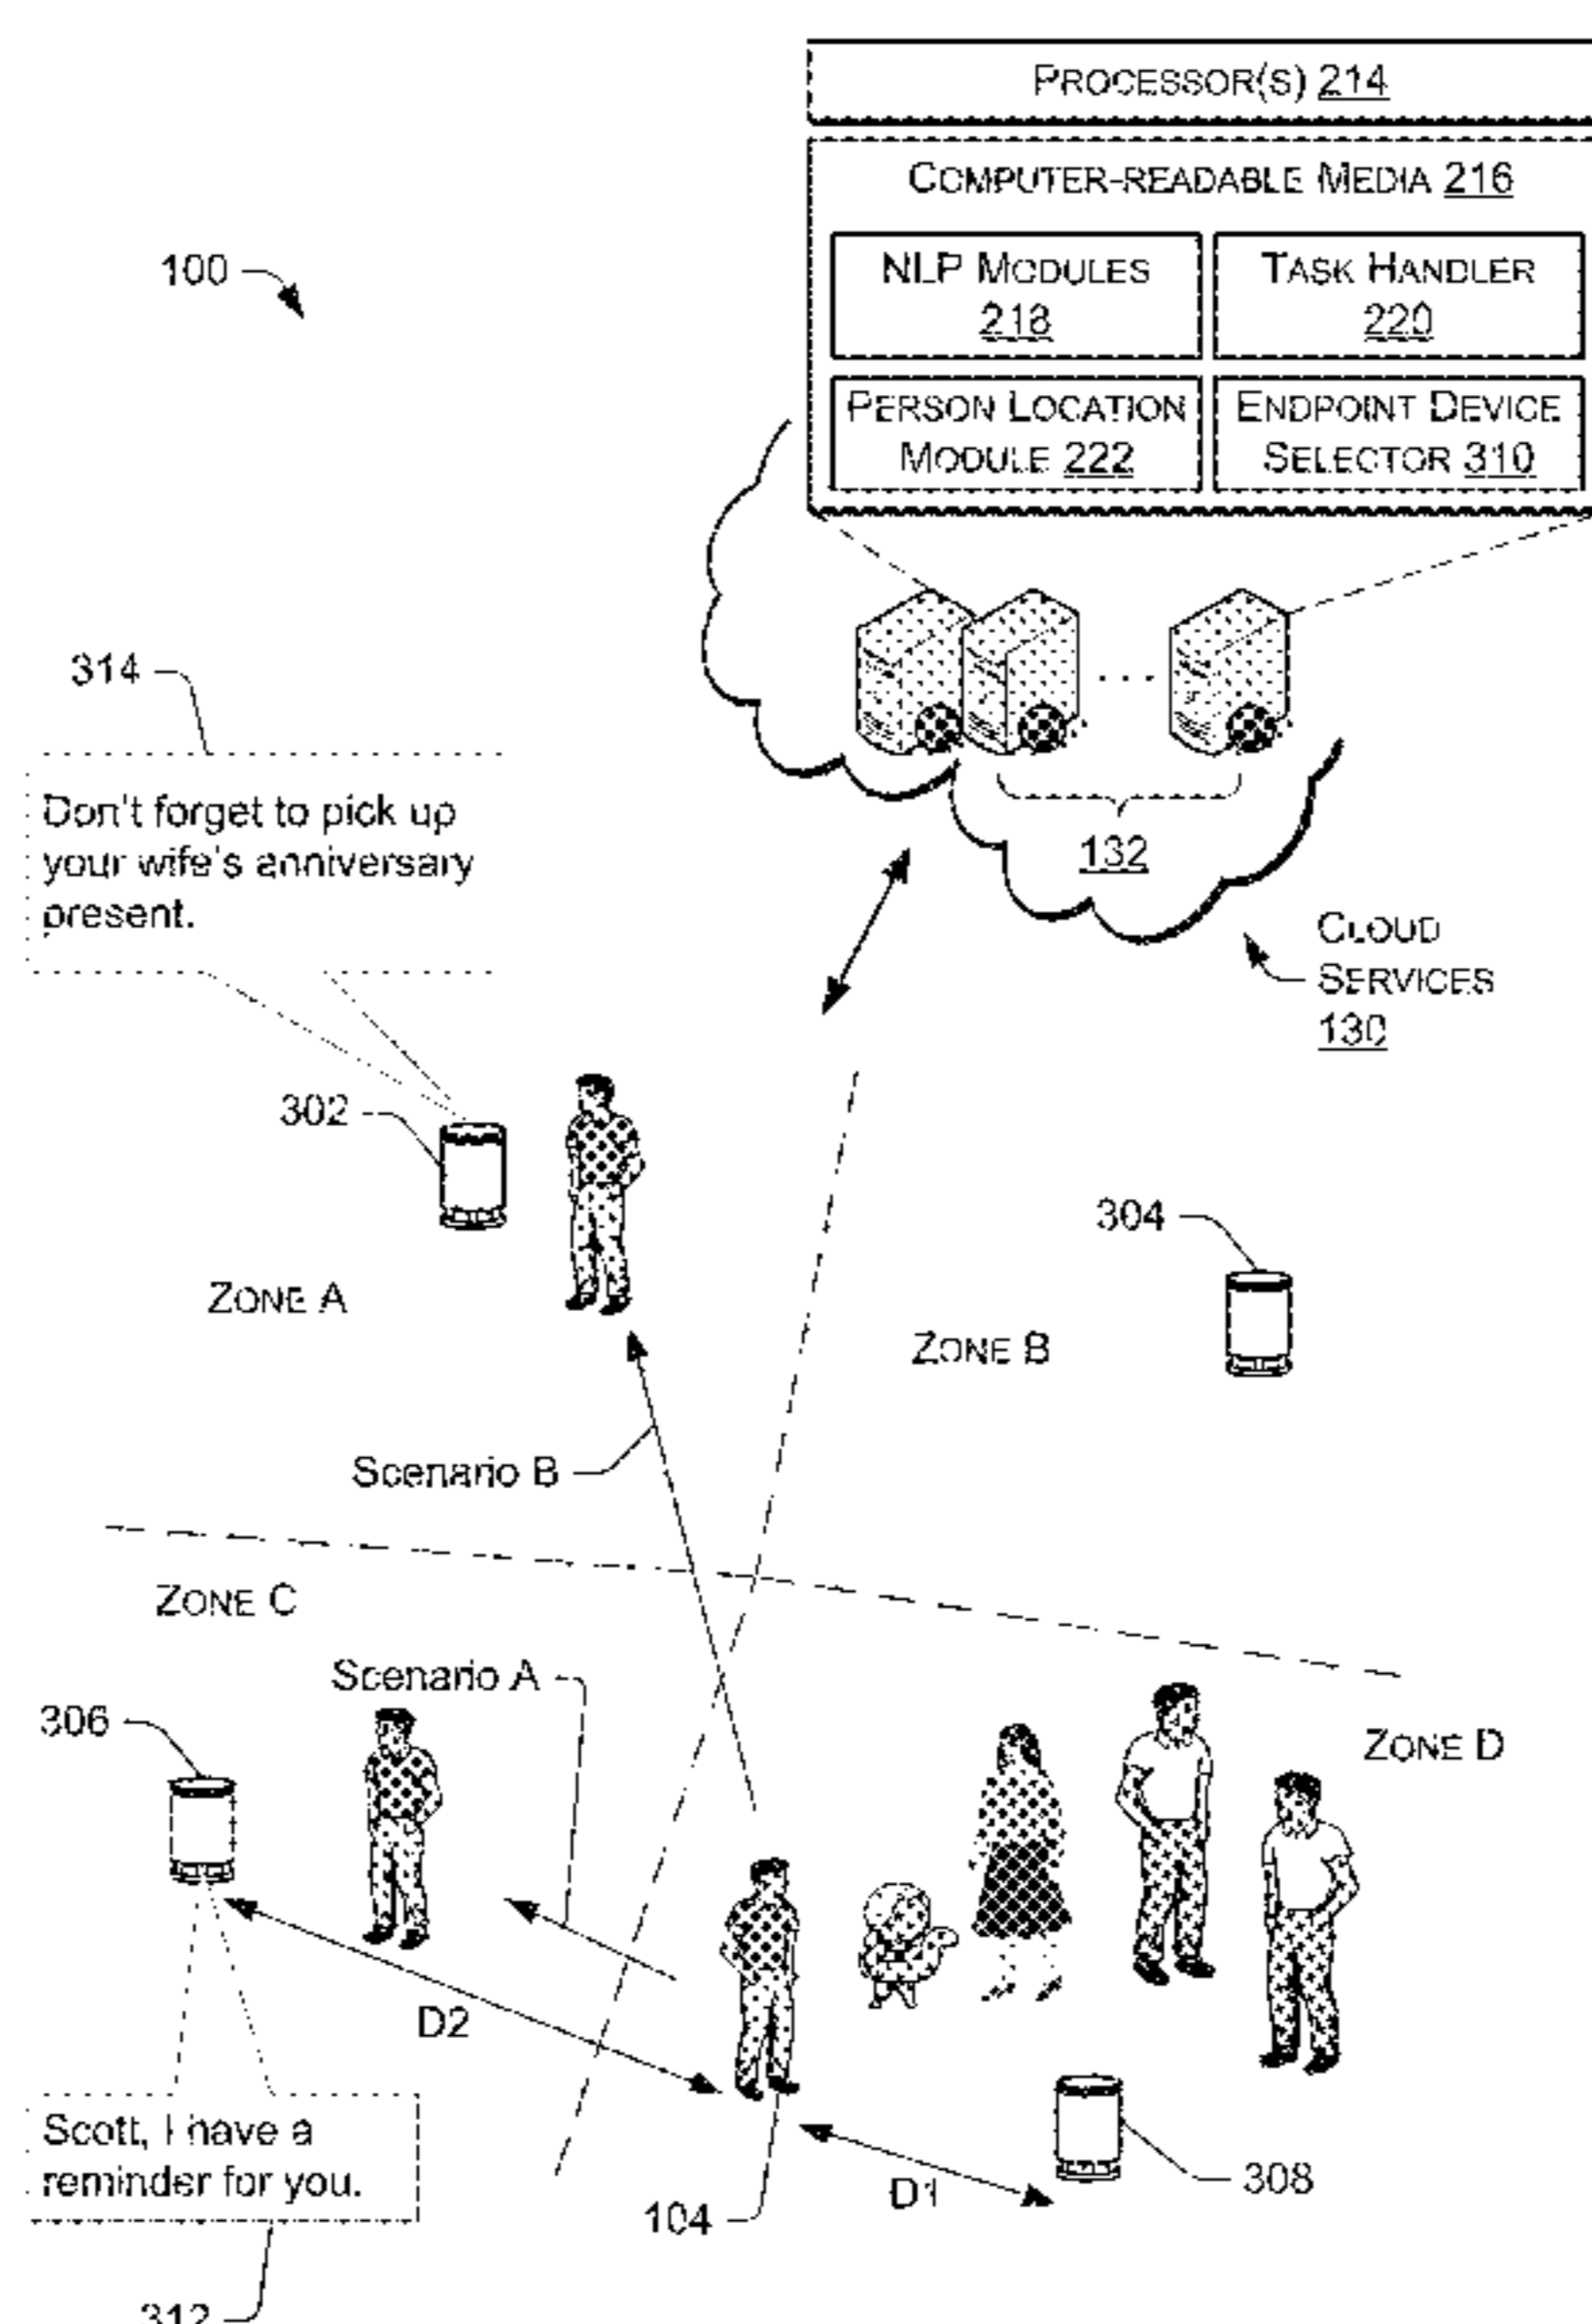 PROCESSOR(S) 214
COMPUTER-READABLE MEDIA 216
NLP MODULES
218
TASK HANDLER
220
PERSON LOCATION
MODULE 222
ENDPOINT DEVICE
SELECTOR 310
100
314
Don't forget to pick up
your wife's anniversary
present.
132
CLOUD
SERVICES
130
302
304
ZONE A
ZONE B
Scenario B
ZONE C
Scenario A
306
ZONE D
D2
Scott, I have a
reminder for you.
D1
308
104
312